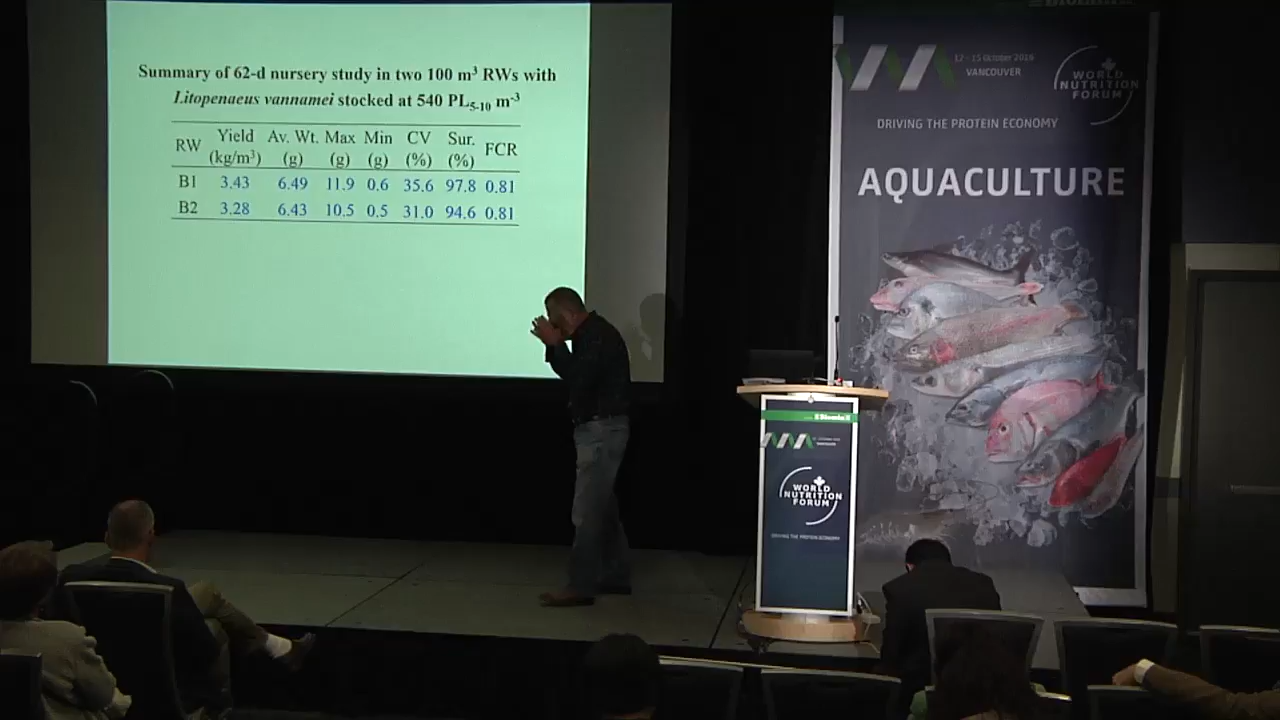 Summary of 62-d nursery study in two 100 m³ RWs with
Litopenaeus vannamei stocked at 540 PL5-10 m-3
RW Yield (kg/m³) Av. Wt. (g) Max (g) Min (g) CV (%) Sur. (%) FCR
B1 3.43 6.49 11.9 0.6 35.6 97.8 0.81
B2 3.28 6.43 10.5 0.5 31.0 94.6 0.81
12 - 15 October 2016
VANCOUVER
WORLD
NUTRITION
FORUM
DRIVING THE PROTEIN ECONOMY
AQUACULTURE
VANCOUVER
WORLD
NUTRITION
FORUM
DRIVING THE PROTEIN ECONOMY